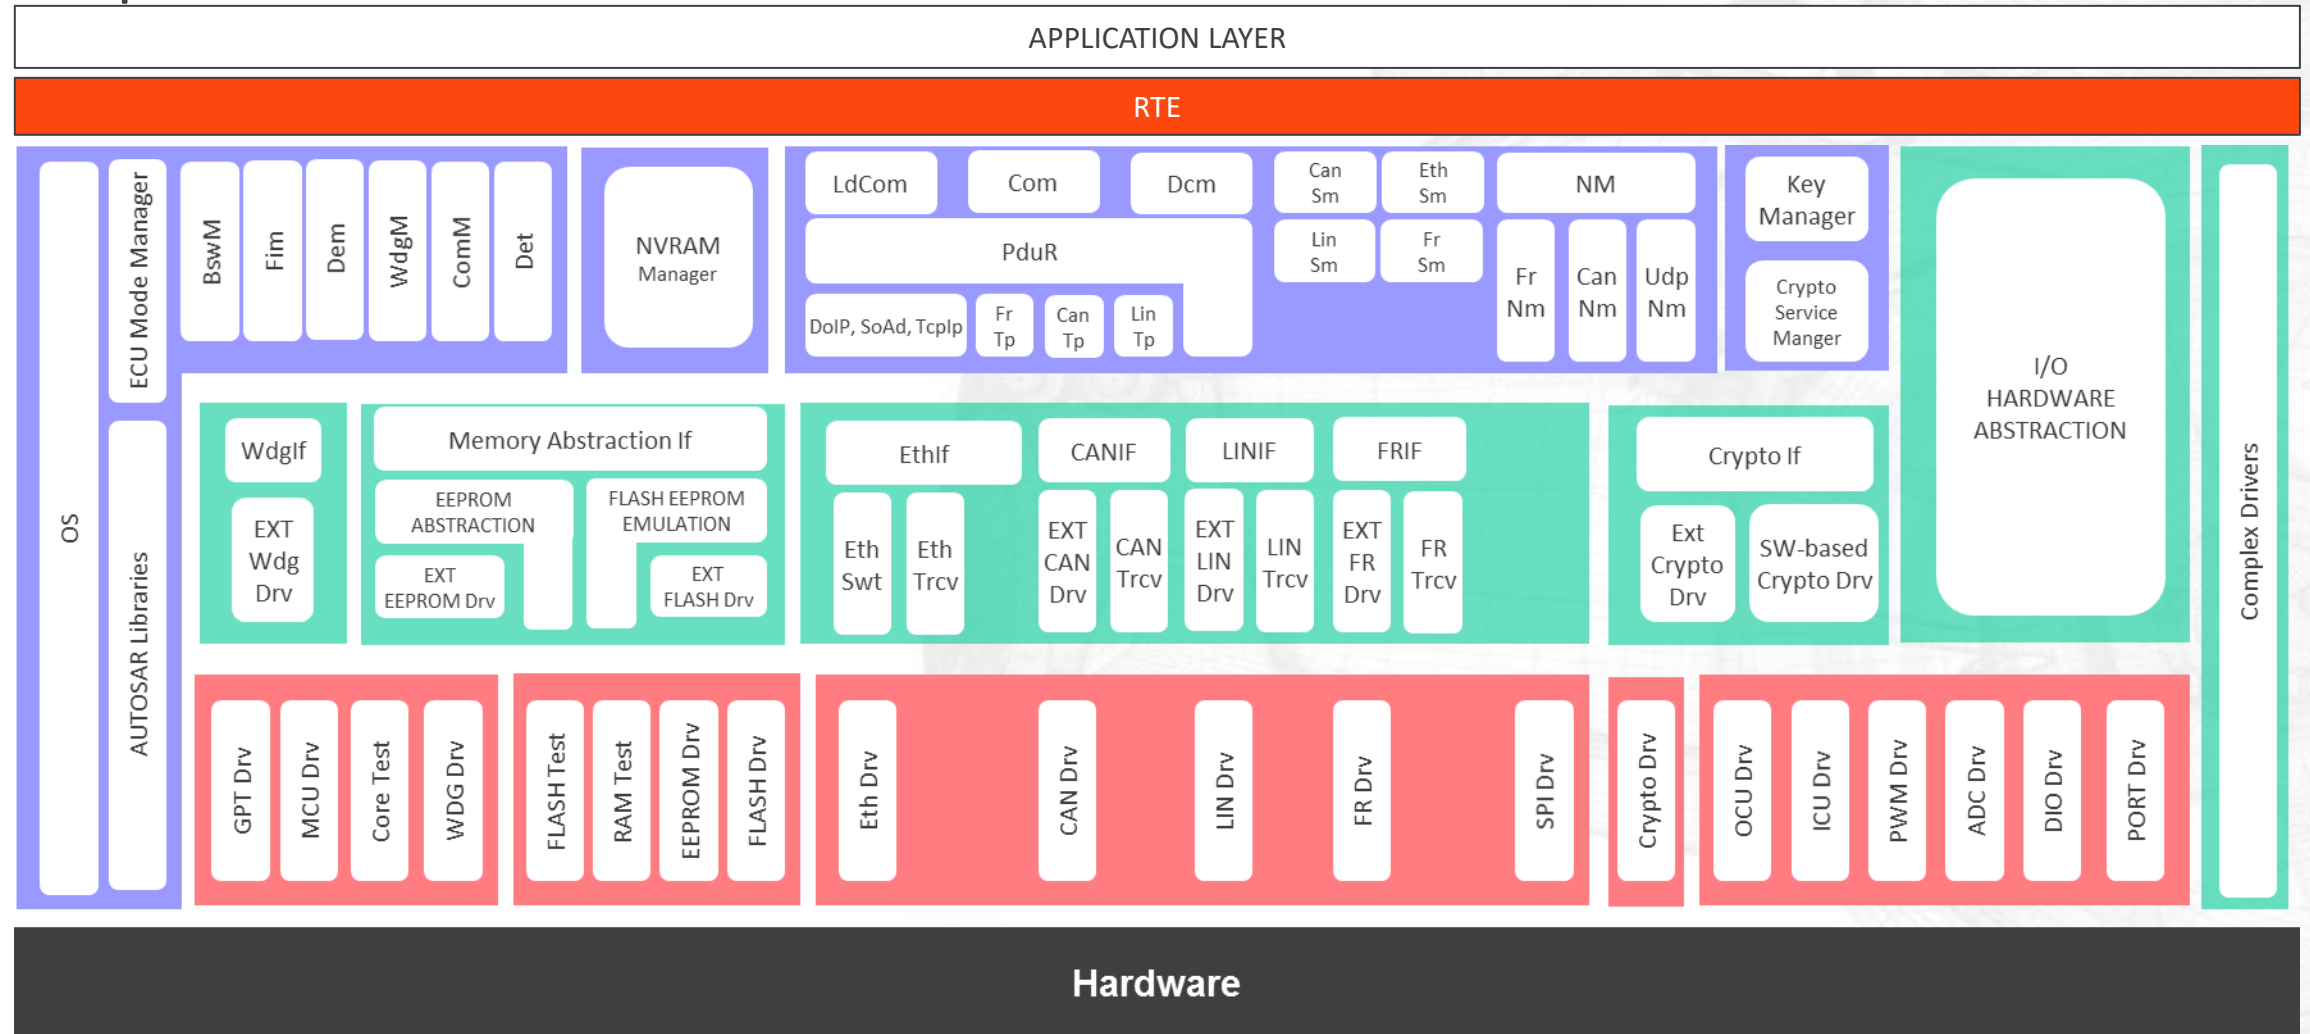 APPLICATION LAYER
RTE
OS
ECU Mode Manager
AUTOSAR Libraries
BswM
Fim
Dem
WdgM
ComM
Det
NVRAM
Manager
LdCom
Com
Dcm
PduR
DoIP, SoAd, TcpIp
Fr
Tp
Can
Tp
Lin
Tp
Can
Sm
Eth
Sm
Lin
Sm
Fr
Sm
NM
Fr
Nm
Can
Nm
Udp
Nm
Key
Manager
Crypto
Service
Manger
I/O
HARDWARE
ABSTRACTION
Complex Drivers
WdgIf
EXT
Wdg
Drv
Memory Abstraction If
EEPROM
ABSTRACTION
FLASH EEPROM
EMULATION
EXT
EEPROM Drv
EXT
FLASH Drv
EthIf
Eth
Swt
Eth
Trcv
CANIF
EXT
CAN
Drv
CAN
Trcv
LINIF
EXT
LIN
Drv
LIN
Trcv
FRIF
EXT
FR
Drv
FR
Trcv
Crypto If
Ext
Crypto
Drv
SW-based
Crypto Drv
GPT Drv
MCU Drv
Core Test
WDG Drv
FLASH Test
RAM Test
EEPROM Drv
FLASH Drv
Eth Drv
CAN Drv
LIN Drv
FR Drv
SPI Drv
Crypto Drv
OCU Drv
ICU Drv
PWM Drv
ADC Drv
DIO Drv
PORT Drv
Hardware